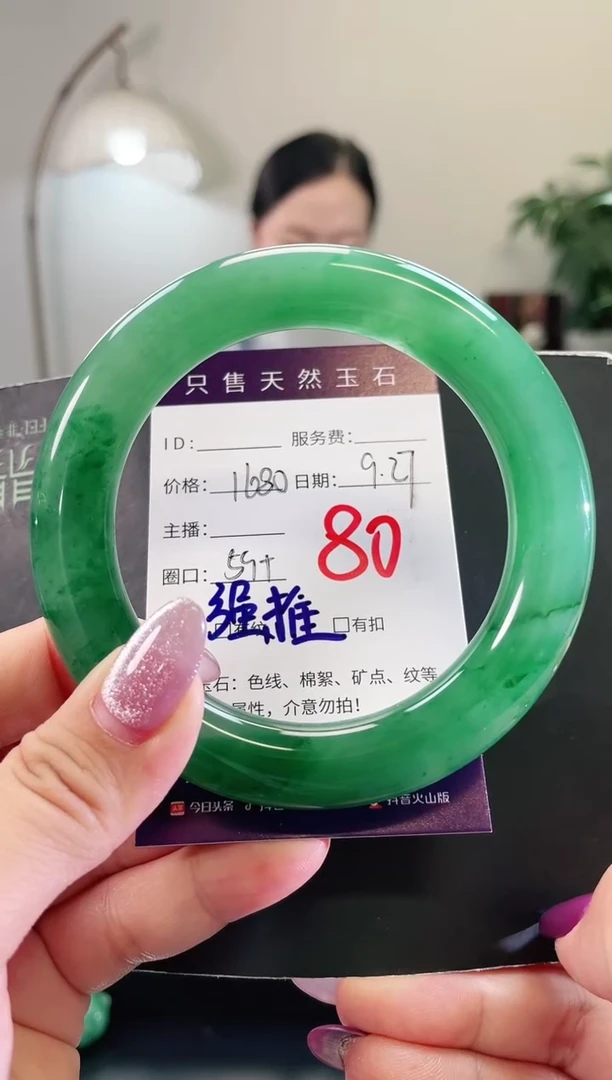 只售天然玉石
ID: 服务费:
价格: 1680 日期: 9.27
主播:
80
圈口: 59+
强推
有扣
玉石：色线、棉絮、矿点、纹等
属性，介意勿拍！
今日头条 抖音火山版